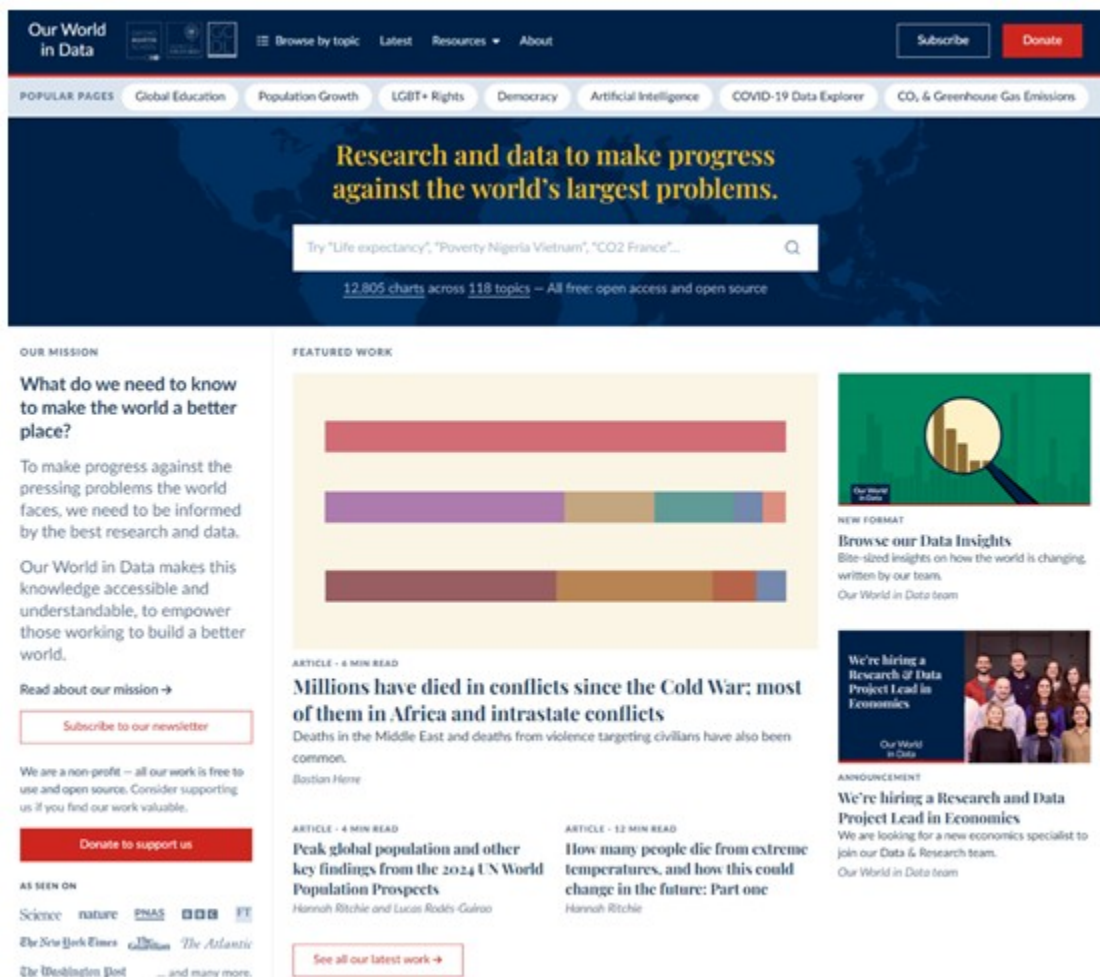 Our World
in Data
Browse by topic
Latest
Resources
About
Subscribe
Donate
POPULAR PAGES
Global Education
Population Growth
LGBT+ Rights
Democracy
Artificial Intelligence
COVID-19 Data Explorer
CO₂ & Greenhouse Gas Emissions
Research and data to make progress
against the world's largest problems.
Try "Life expectancy", "Poverty Nigeria Vietnam", "CO2 France"...
12,805 charts across 118 topics — All free: open access and open source
OUR MISSION
What do we need to know
to make the world a better
place?
To make progress against the
pressing problems the world
faces, we need to be informed
by the best research and data.
Our World in Data makes this
knowledge accessible and
understandable, to empower
those working to build a better
world.
Read about our mission →
Subscribe to our newsletter
We are a non-profit — all our work is free to
use and open source. Consider supporting
us if you find our work valuable.
Donate to support us
AS SEEN ON
Science nature PNAS BBC FT
The New York Times The Guardian The Atlantic
The Washington Post ... and many more.
FEATURED WORK
ARTICLE - 6 MIN READ
Millions have died in conflicts since the Cold War; most
of them in Africa and intrastate conflicts
Deaths in the Middle East and deaths from violence targeting civilians have also been
common.
Bastian Herre
ARTICLE - 4 MIN READ
Peak global population and other
key findings from the 2024 UN World
Population Prospects
Hannah Ritchie and Lucas Rodés-Guirao
ARTICLE - 12 MIN READ
How many people die from extreme
temperatures, and how this could
change in the future: Part one
Hannah Ritchie
See all our latest work →
Our World
in Data
NEW FORMAT
Browse our Data Insights
Bite-sized insights on how the world is changing,
written by our team.
Our World in Data team
We're hiring a
Research & Data
Project Lead in
Economics
Our World
in Data
ANNOUNCEMENT
We're hiring a Research and Data
Project Lead in Economics
We are looking for a new economics specialist to
join our Data & Research team.
Our World in Data team